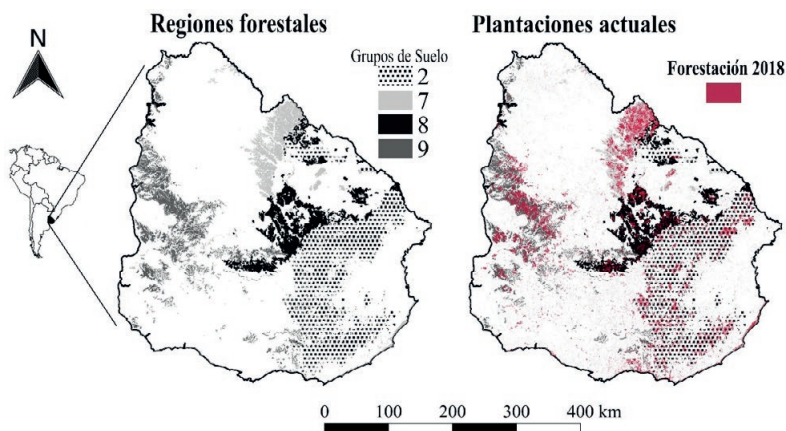 Regiones forestales
Plantaciones actuales
N
Grupos de Suelo
2
7
8
9
Forestación 2018
0 100 200 300 400 km